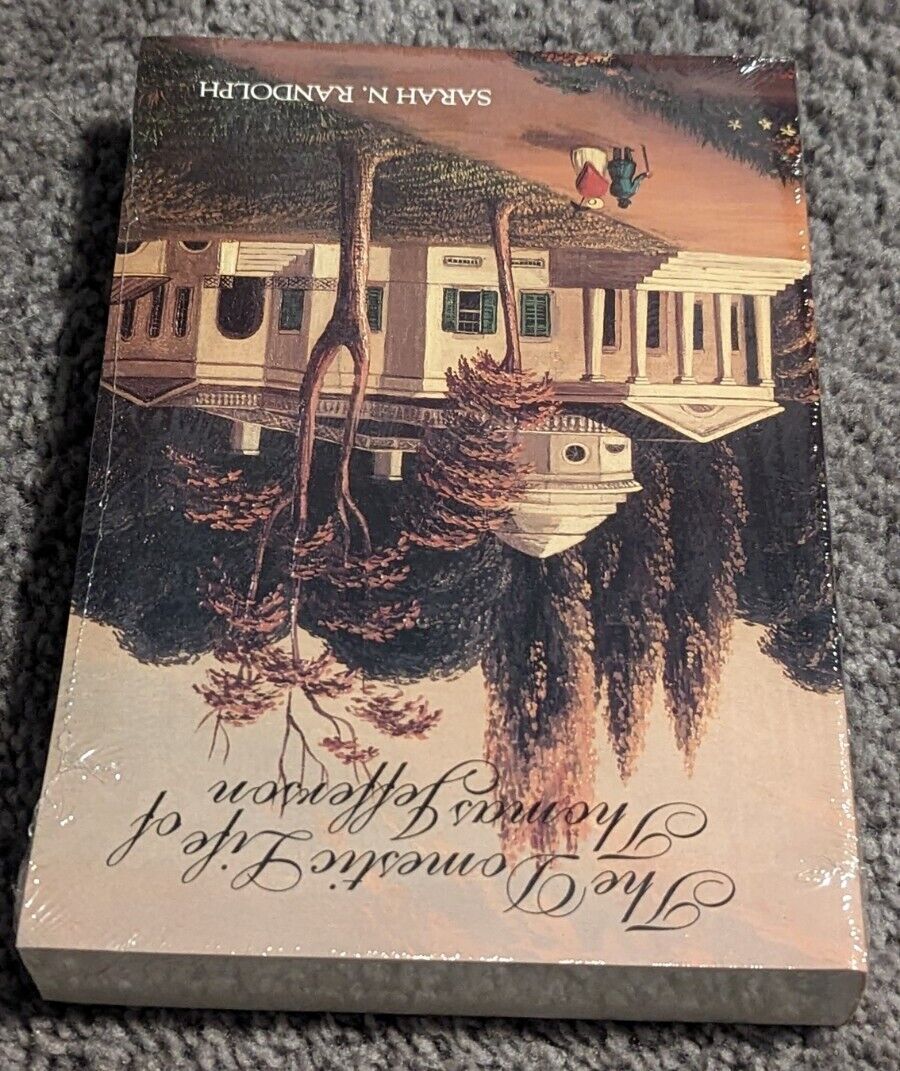 The Domestic Life of
Thomas Jefferson
SARAH N. RANDOLPH